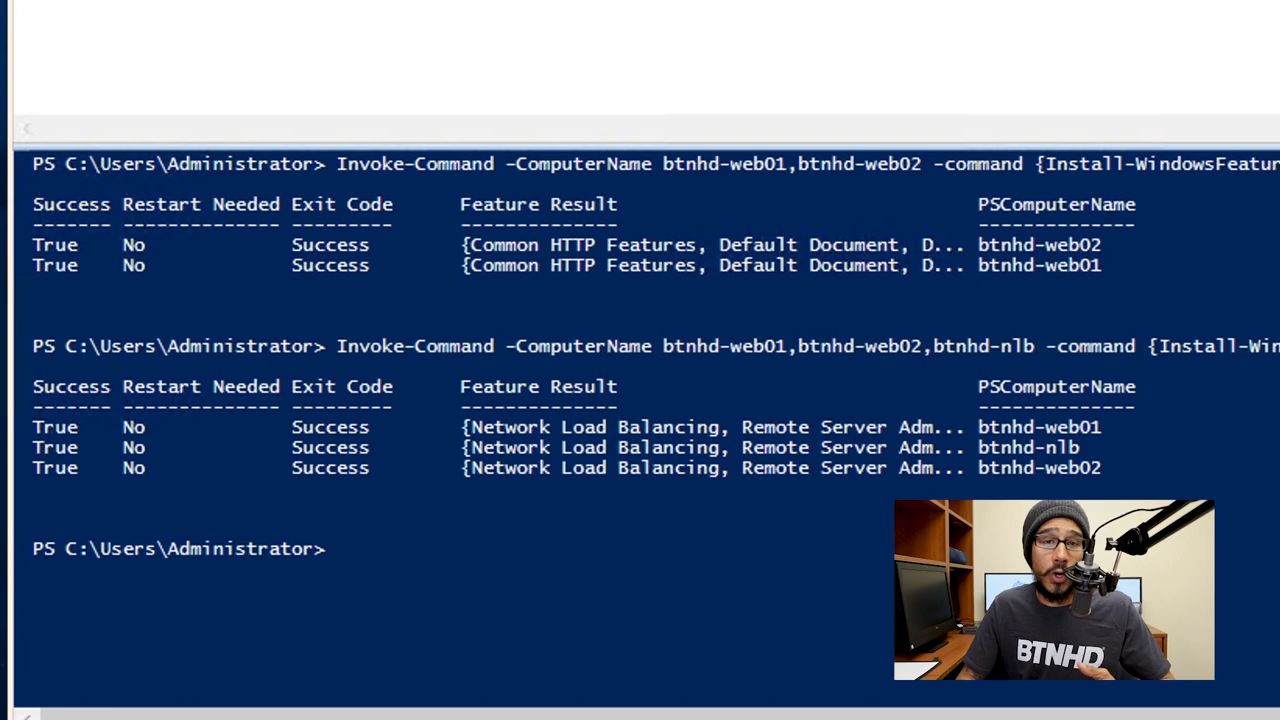 PS C:\Users\Administrator> Invoke-Command -ComputerName btnhd-web01,btnhd-web02 -command {Install-WindowsFeatur
Success Restart Needed Exit Code Feature Result PSComputerName
------- -------------- --------- -------------- --------------
True No Success {Common HTTP Features, Default Document, D... btnhd-web02
True No Success {Common HTTP Features, Default Document, D... btnhd-web01
PS C:\Users\Administrator> Invoke-Command -ComputerName btnhd-web01,btnhd-web02,btnhd-nlb -command {Install-Win
Success Restart Needed Exit Code Feature Result PSComputerName
------- -------------- --------- -------------- --------------
True No Success {Network Load Balancing, Remote Server Adm... btnhd-web01
True No Success {Network Load Balancing, Remote Server Adm... btnhd-nlb
True No Success {Network Load Balancing, Remote Server Adm... btnhd-web02
PS C:\Users\Administrator>
BTNHD